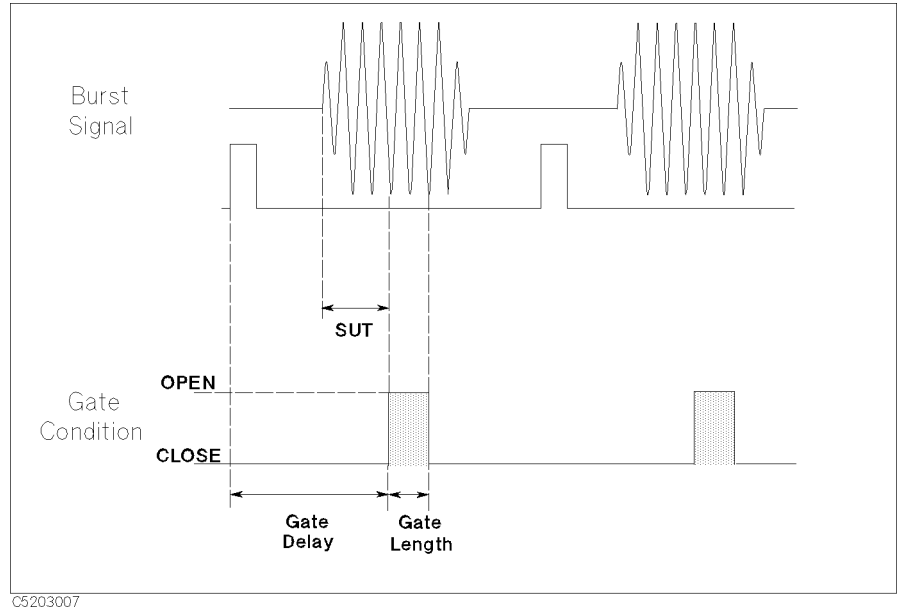 Burst
Signal
SUT
OPEN
Gate
Condition
CLOSE
Gate
Delay
Gate
Length
C5203007